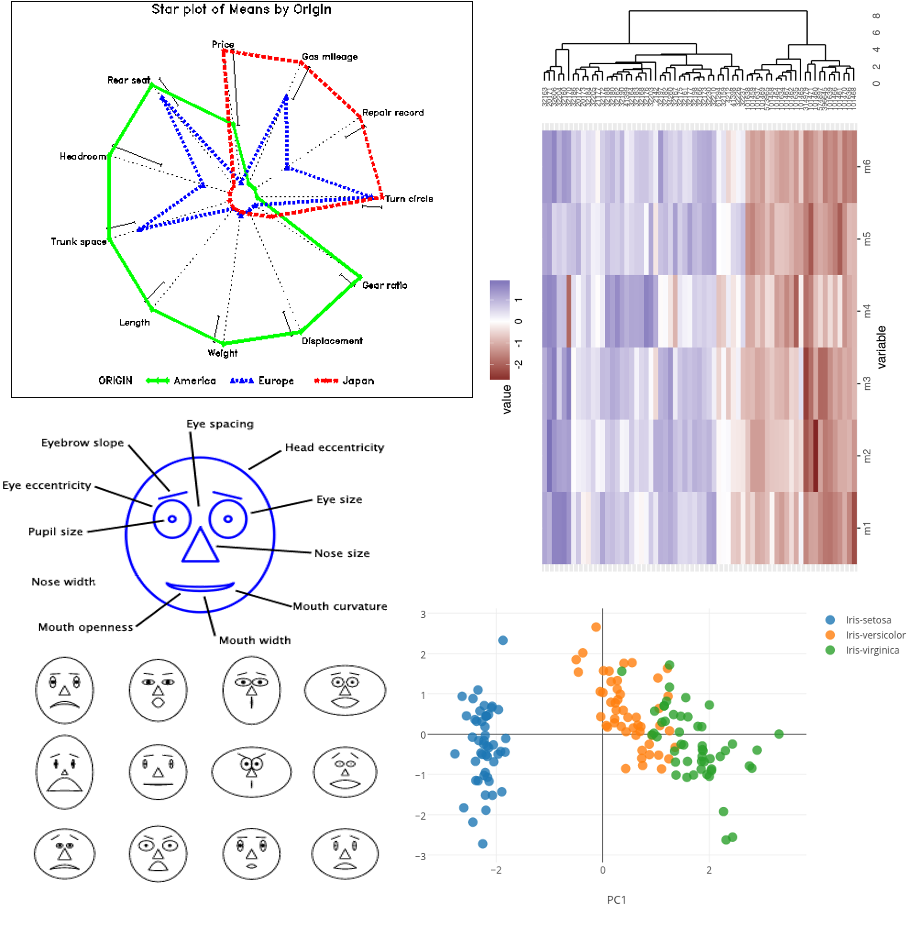 Star plot of Means by Origin
Price
Gas mileage
Rear seat
Repair record
Headroom
Turn circle
Trunk space
Gear ratio
Length
Displacement
Weight
ORIGIN America Europe Japan
8
6
4
2
0
m6
m5
m4
m3
m2
m1
variable
1
0
-1
-2
value
Eye spacing
Eyebrow slope
Head eccentricity
Eye eccentricity
Eye size
Pupil size
Nose size
Nose width
Mouth curvature
Mouth openness
Mouth width
3
2
1
0
−1
−2
−3
−2 0 2
PC1
Iris-setosa
Iris-versicolor
Iris-virginica